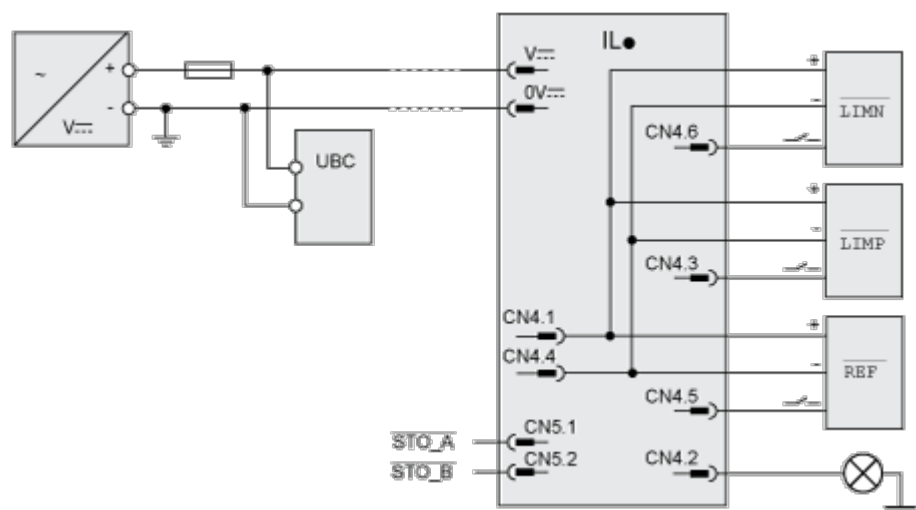 IL●
~
+
-
V⎓
V⎓
0V⎓
UBC
CN4.6
+
-
LIMN
CN4.3
+
-
LIMP
CN4.1
CN4.4
+
-
REF
CN4.5
STO_A
CN5.1
STO_B
CN5.2
CN4.2